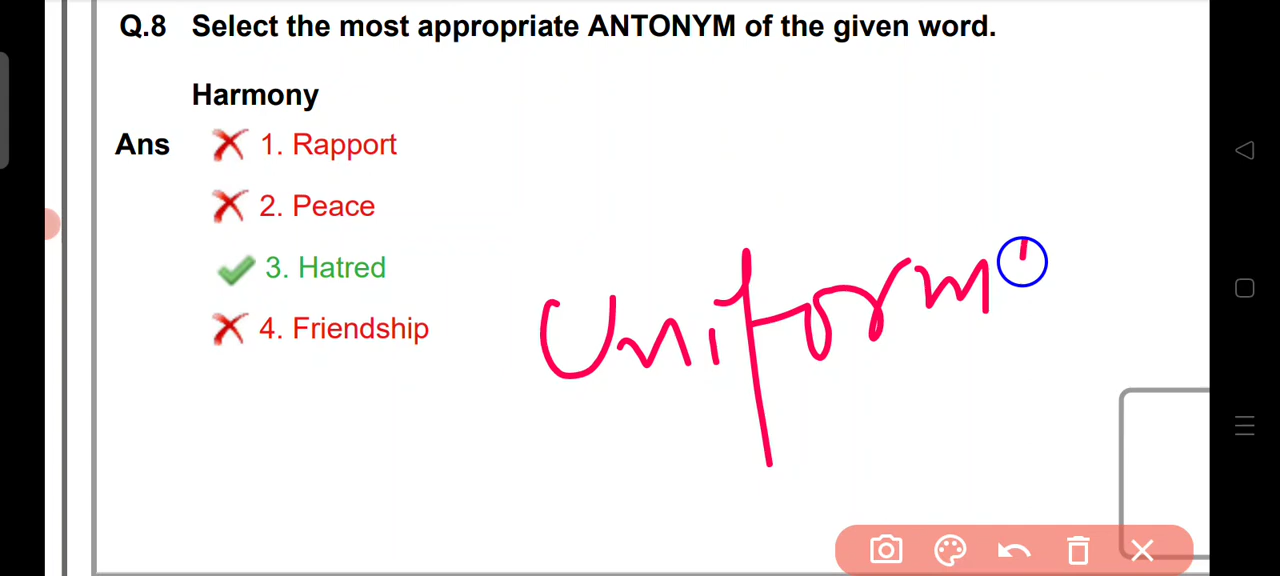 Q.8 Select the most appropriate ANTONYM of the given word.
Harmony
Ans 1. Rapport
2. Peace
3. Hatred
4. Friendship
Uniformi